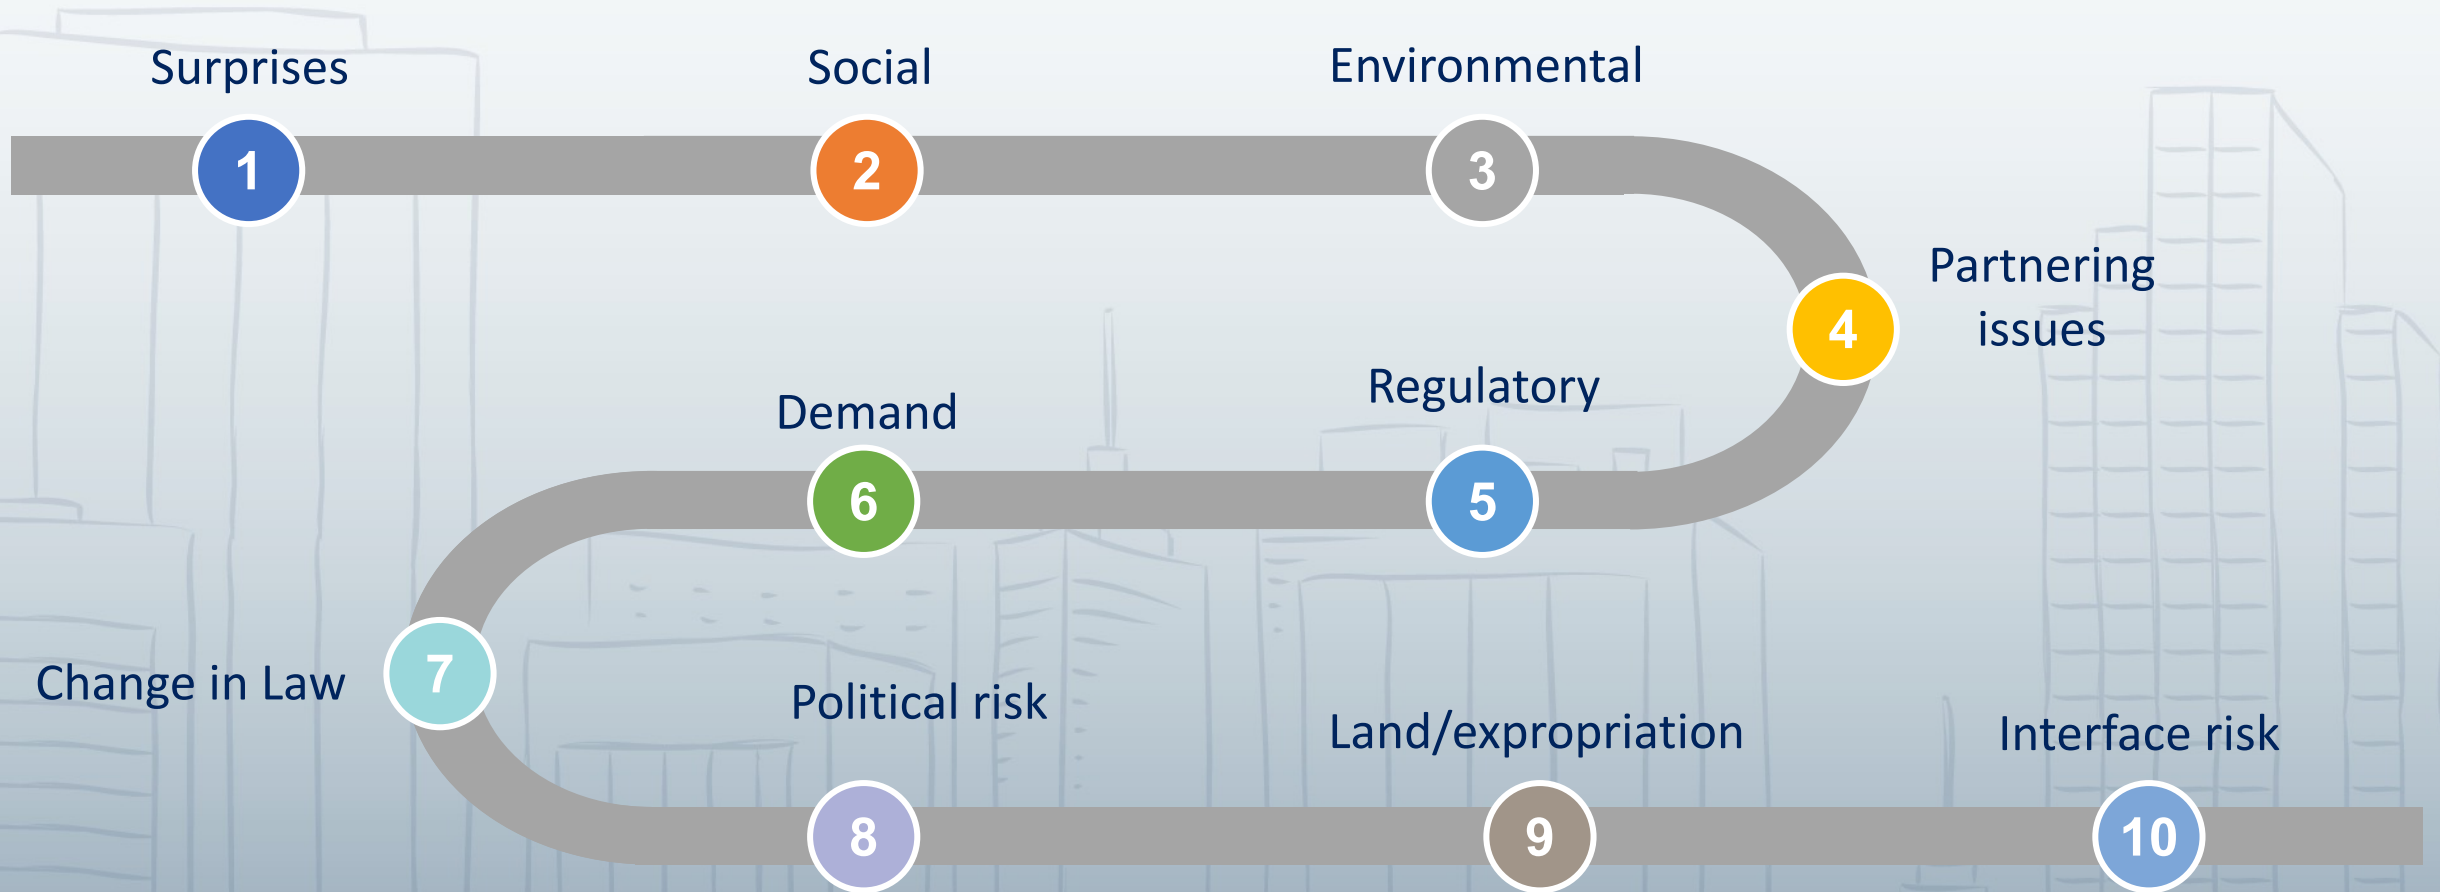 Surprises
1
Social
2
Environmental
3
Partnering
issues
4
Regulatory
5
Demand
6
Change in Law
7
Political risk
8
Land/expropriation
9
Interface risk
10